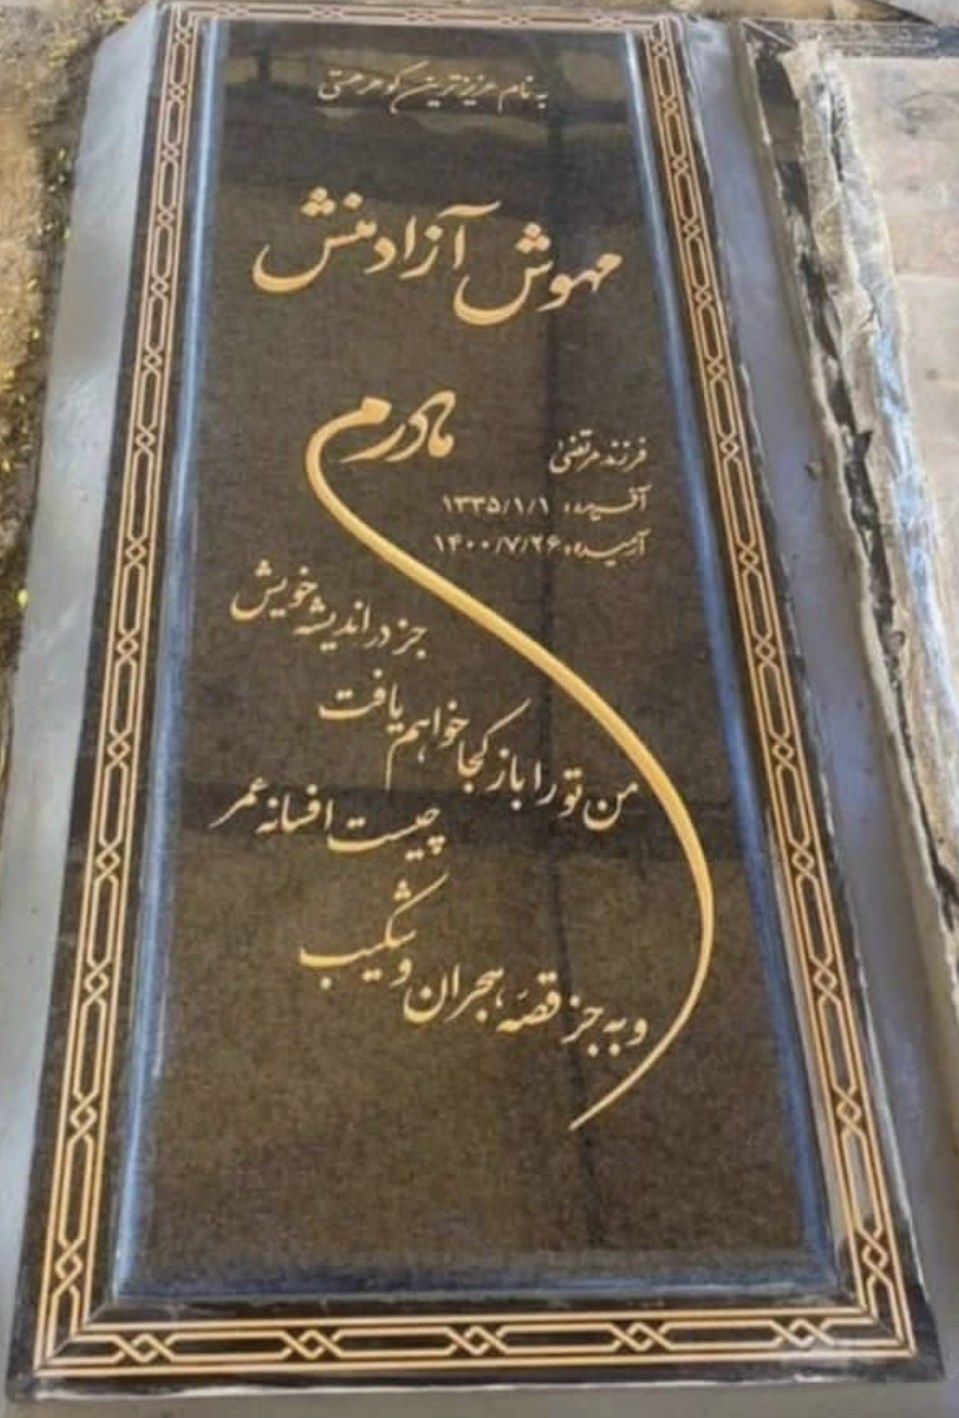 به نام عزیزترین گوهر هستی
مهوش آزادمنش
مادرم
فرزند مرتضی
آفریده: ۱۳۳۵/۱/۱
آرمیده: ۱۴۰۰/۷/۲۶
جز در اندیشه خویش
من تو را باز کجا خواهم یافت
چیست افسانه عمر
و به جز قصّه هجران و شکیب